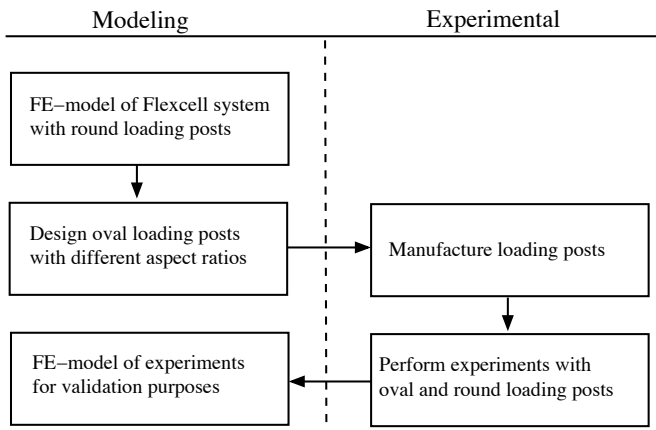 Modeling
Experimental
FE−model of Flexcell system
with round loading posts
Design oval loading posts
with different aspect ratios
Manufacture loading posts
FE−model of experiments
for validation purposes
Perform experiments with
oval and round loading posts